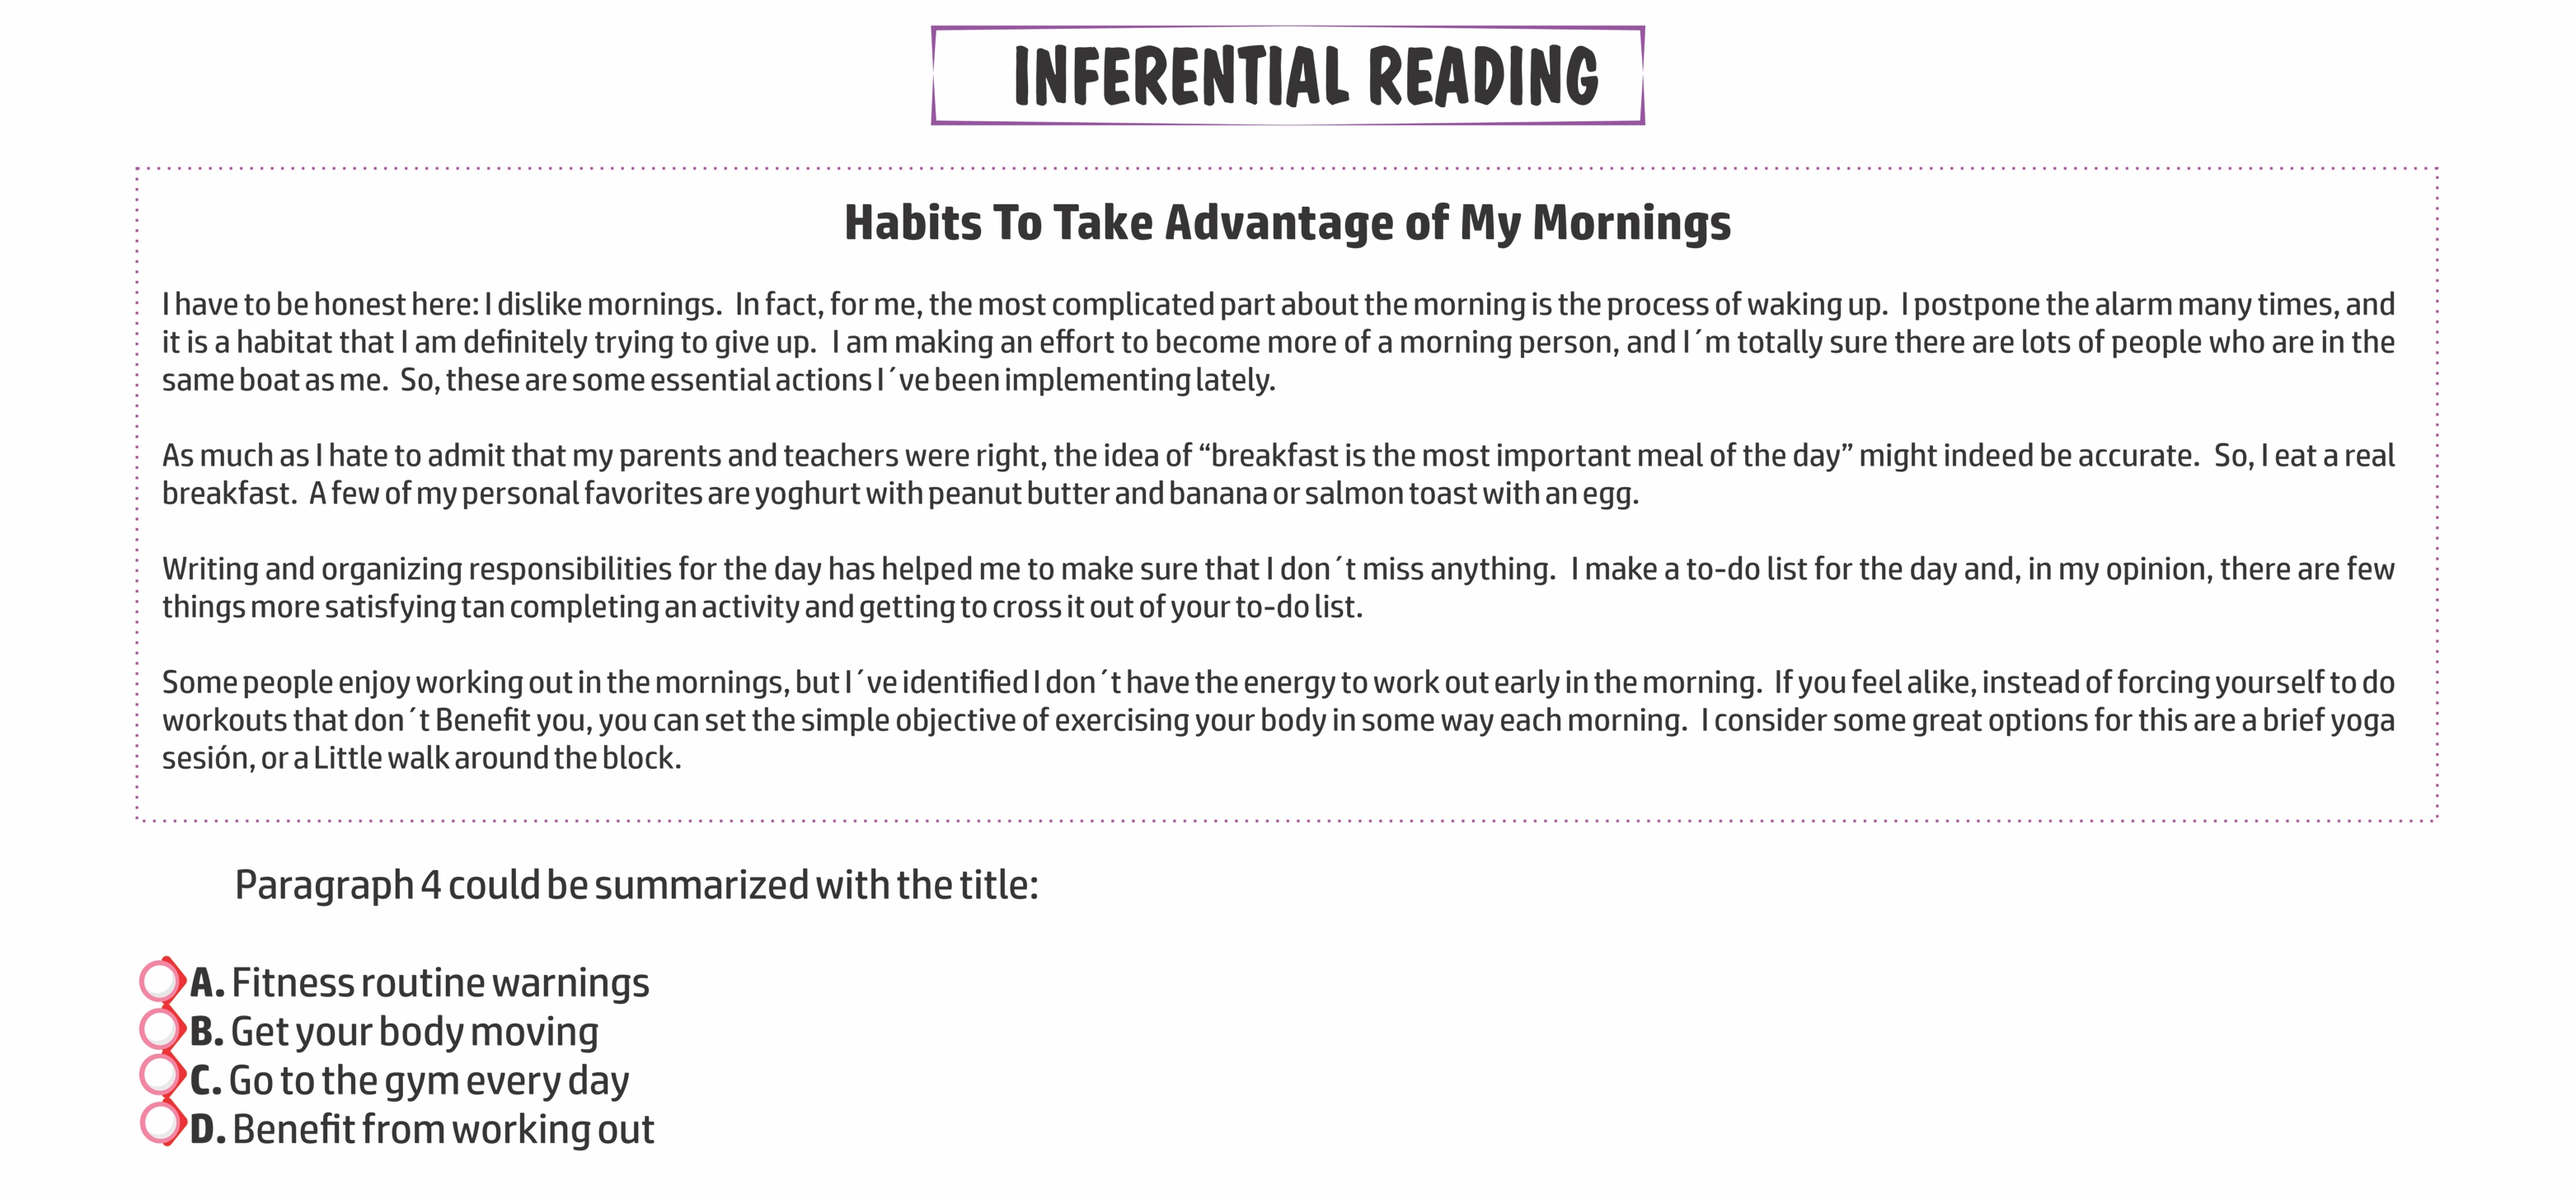 INFERENTIAL READING
Habits To Take Advantage of My Mornings
I have to be honest here: I dislike mornings. In fact, for me, the most complicated part about the morning is the process of waking up. I postpone the alarm many times, and
it is a habitat that I am definitely trying to give up. I am making an effort to become more of a morning person, and I´m totally sure there are lots of people who are in the
same boat as me. So, these are some essential actions I´ve been implementing lately.
As much as I hate to admit that my parents and teachers were right, the idea of “breakfast is the most important meal of the day” might indeed be accurate. So, I eat a real
breakfast. A few of my personal favorites are yoghurt with peanut butter and banana or salmon toast with an egg.
Writing and organizing responsibilities for the day has helped me to make sure that I don´t miss anything. I make a to-do list for the day and, in my opinion, there are few
things more satisfying tan completing an activity and getting to cross it out of your to-do list.
Some people enjoy working out in the mornings, but I´ve identified I don´t have the energy to work out early in the morning. If you feel alike, instead of forcing yourself to do
workouts that don´t Benefit you, you can set the simple objective of exercising your body in some way each morning. I consider some great options for this are a brief yoga
sesión, or a Little walk around the block.
Paragraph 4 could be summarized with the title:
A. Fitness routine warnings
B. Get your body moving
C. Go to the gym every day
D. Benefit from working out